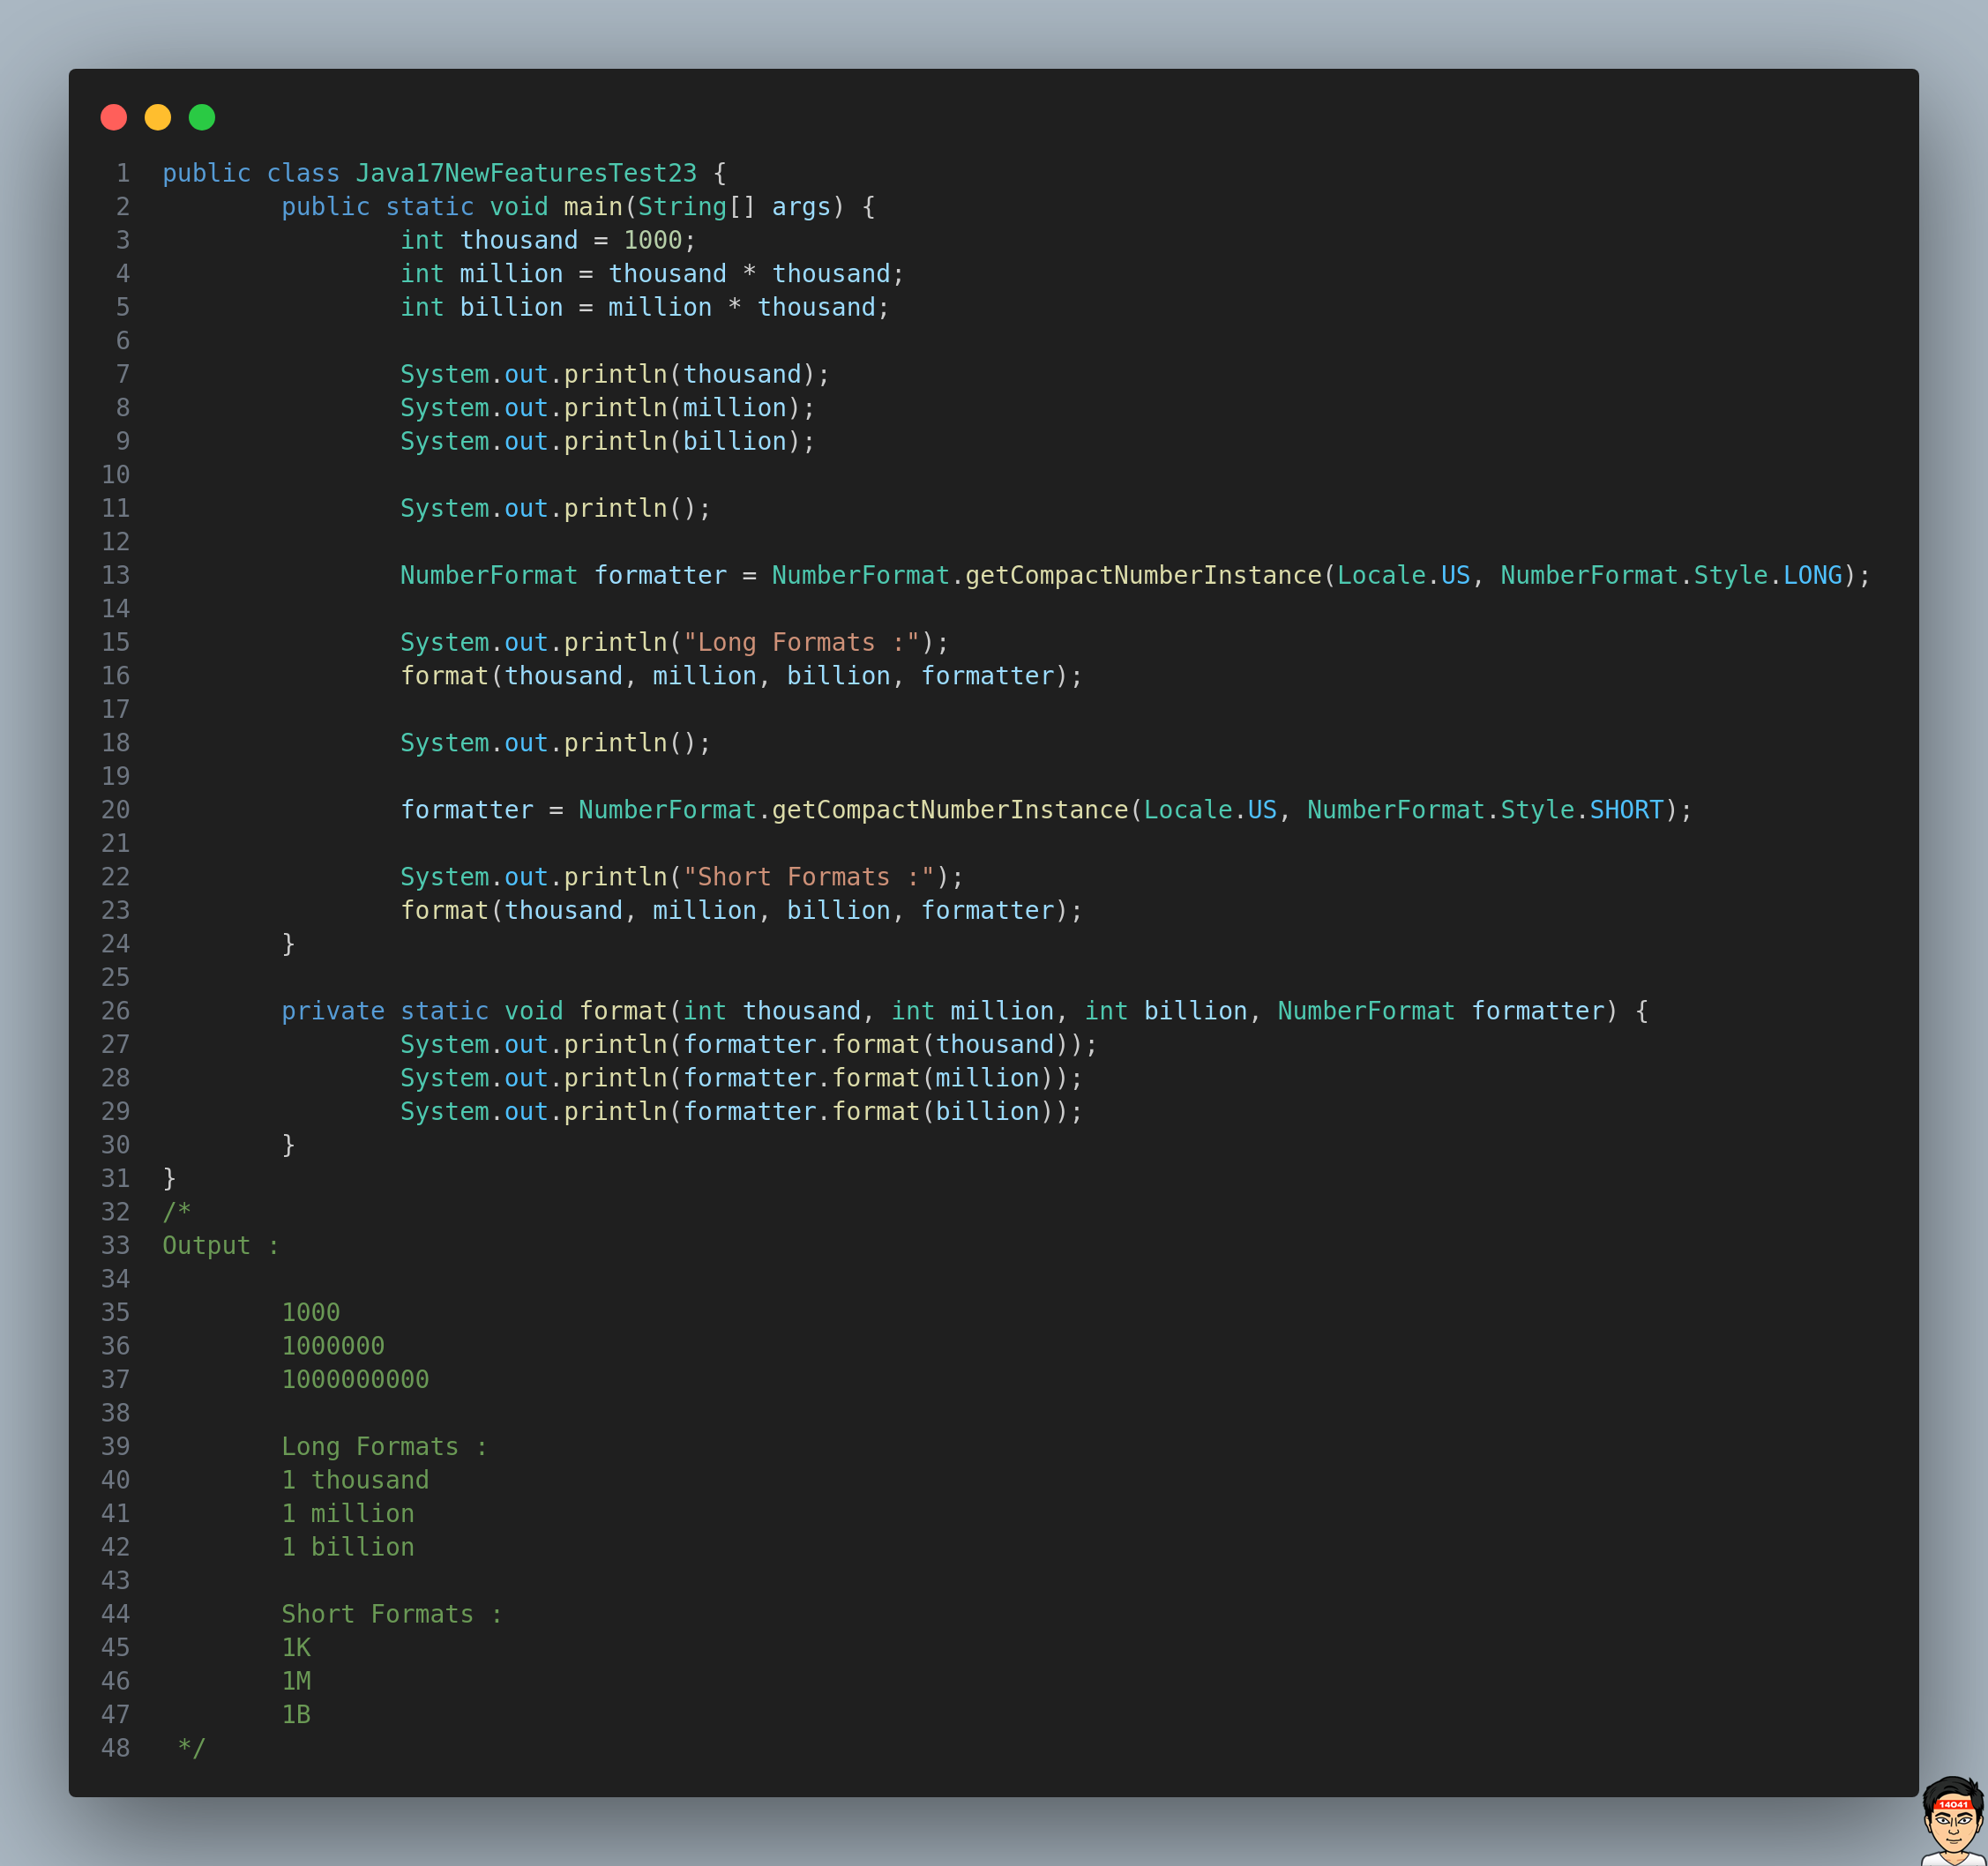 1 public class Java17NewFeaturesTest23 {
2 public static void main(String[] args) {
3 int thousand = 1000;
4 int million = thousand * thousand;
5 int billion = million * thousand;
6
7 System.out.println(thousand);
8 System.out.println(million);
9 System.out.println(billion);
10
11 System.out.println();
12
13 NumberFormat formatter = NumberFormat.getCompactNumberInstance(Locale.US, NumberFormat.Style.LONG);
14
15 System.out.println("Long Formats :");
16 format(thousand, million, billion, formatter);
17
18 System.out.println();
19
20 formatter = NumberFormat.getCompactNumberInstance(Locale.US, NumberFormat.Style.SHORT);
21
22 System.out.println("Short Formats :");
23 format(thousand, million, billion, formatter);
24 }
25
26 private static void format(int thousand, int million, int billion, NumberFormat formatter) {
27 System.out.println(formatter.format(thousand));
28 System.out.println(formatter.format(million));
29 System.out.println(formatter.format(billion));
30 }
31 }
32 /*
33 Output :
34
35 1000
36 1000000
37 1000000000
38
39 Long Formats :
40 1 thousand
41 1 million
42 1 billion
43
44 Short Formats :
45 1K
46 1M
47 1B
48 */
14041